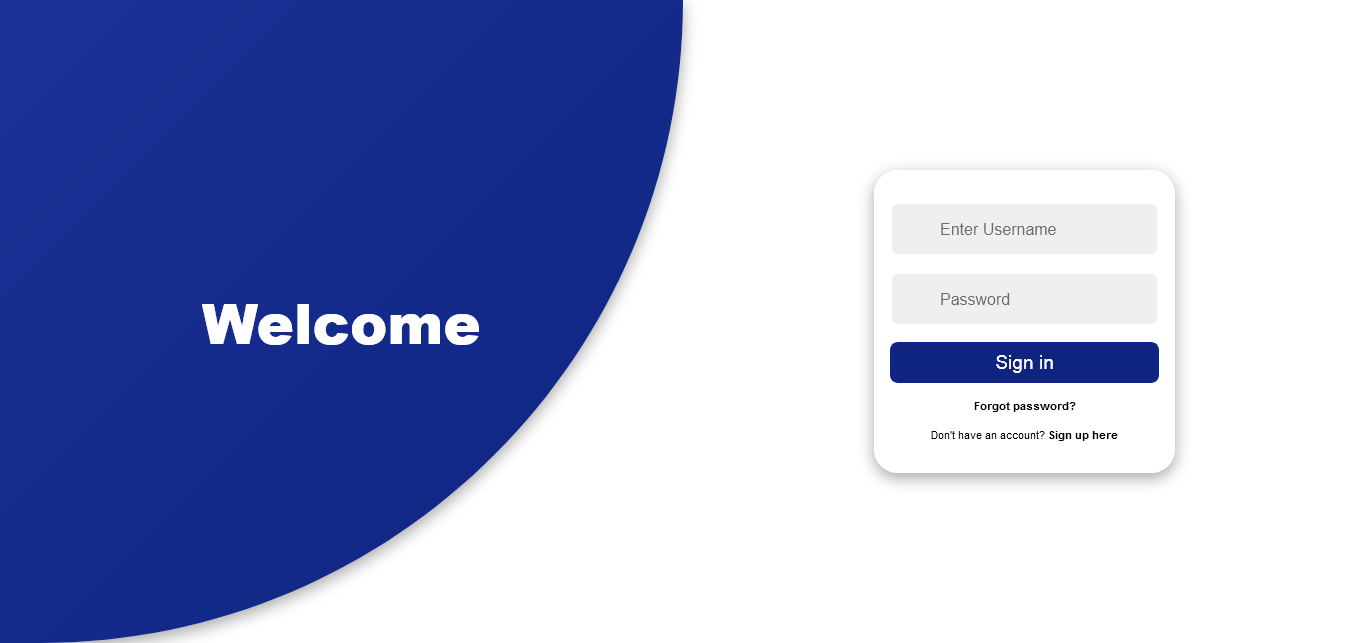 Welcome
Enter Username
Password
Sign in
Forgot password?
Don't have an account? Sign up here